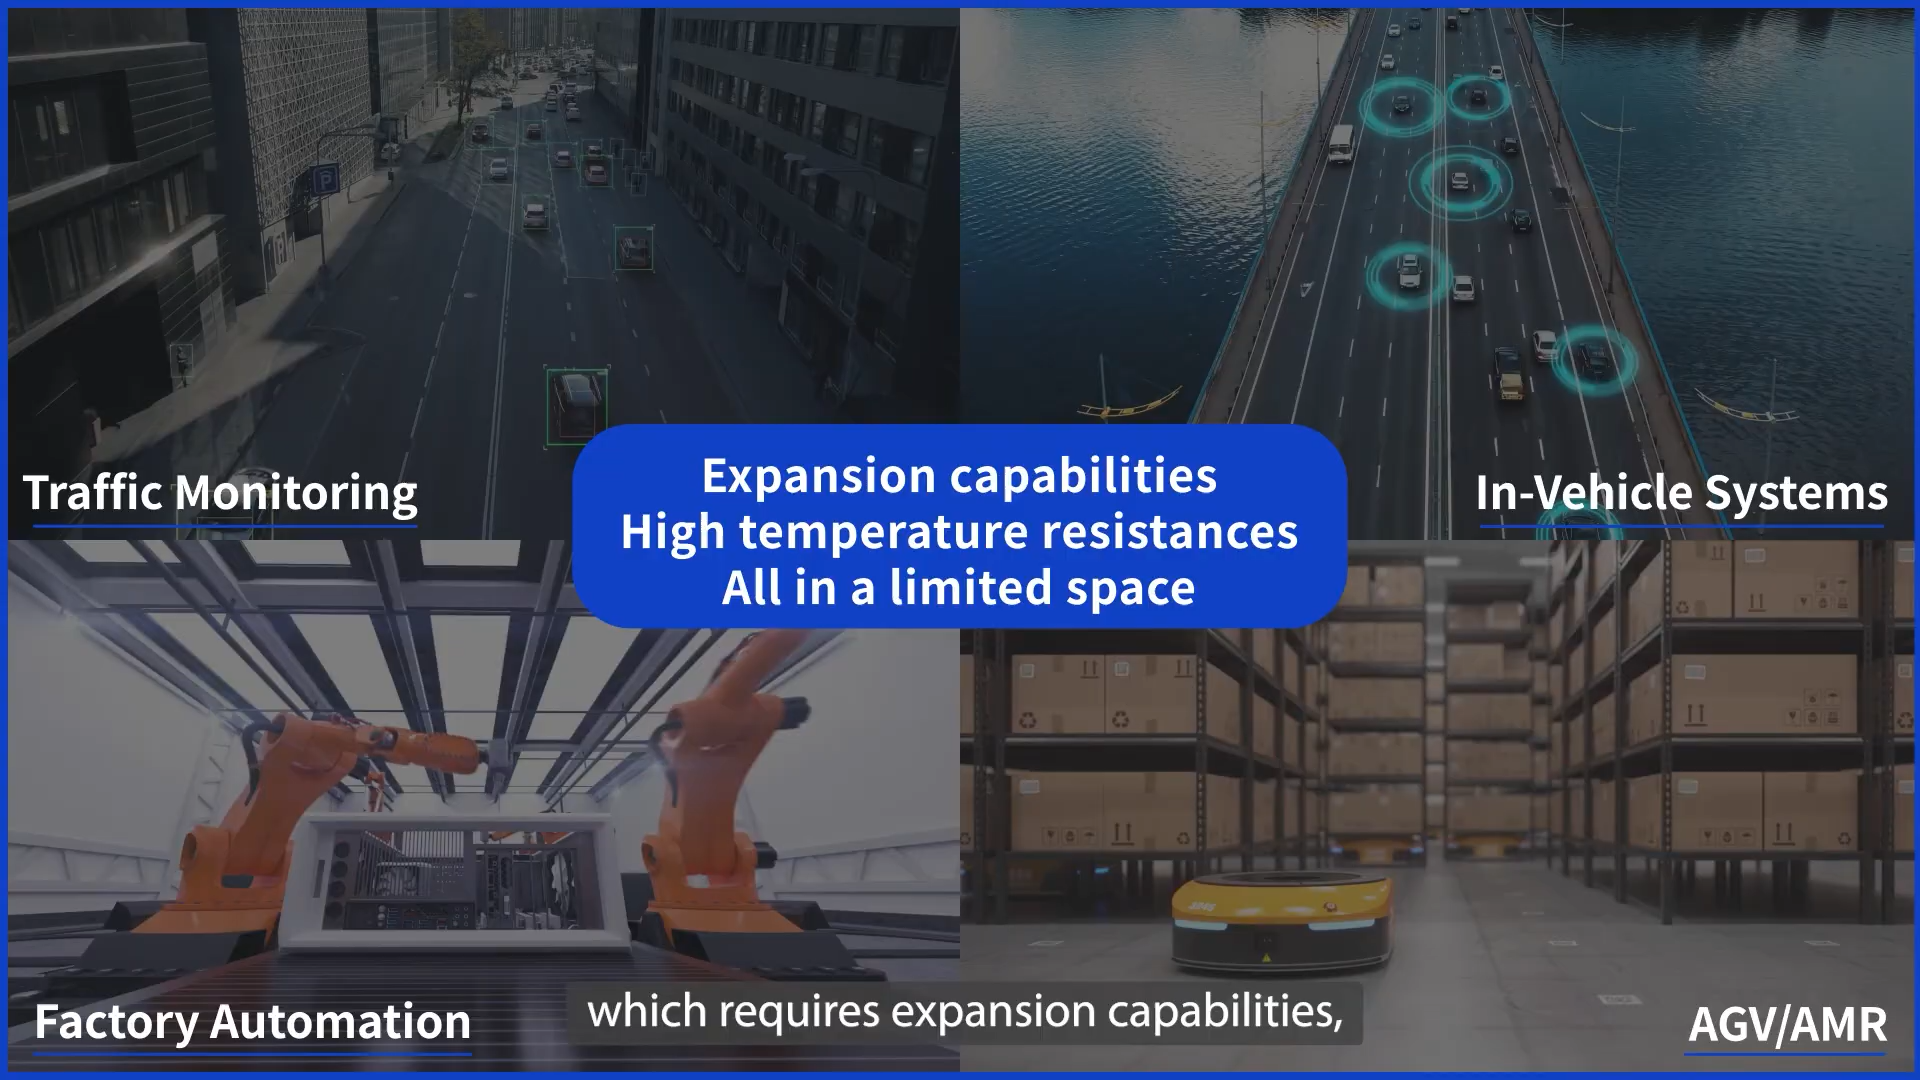 P
Traffic Monitoring
In-Vehicle Systems
Expansion capabilities
High temperature resistances
All in a limited space
Factory Automation
which requires expansion capabilities,
AGV/AMR